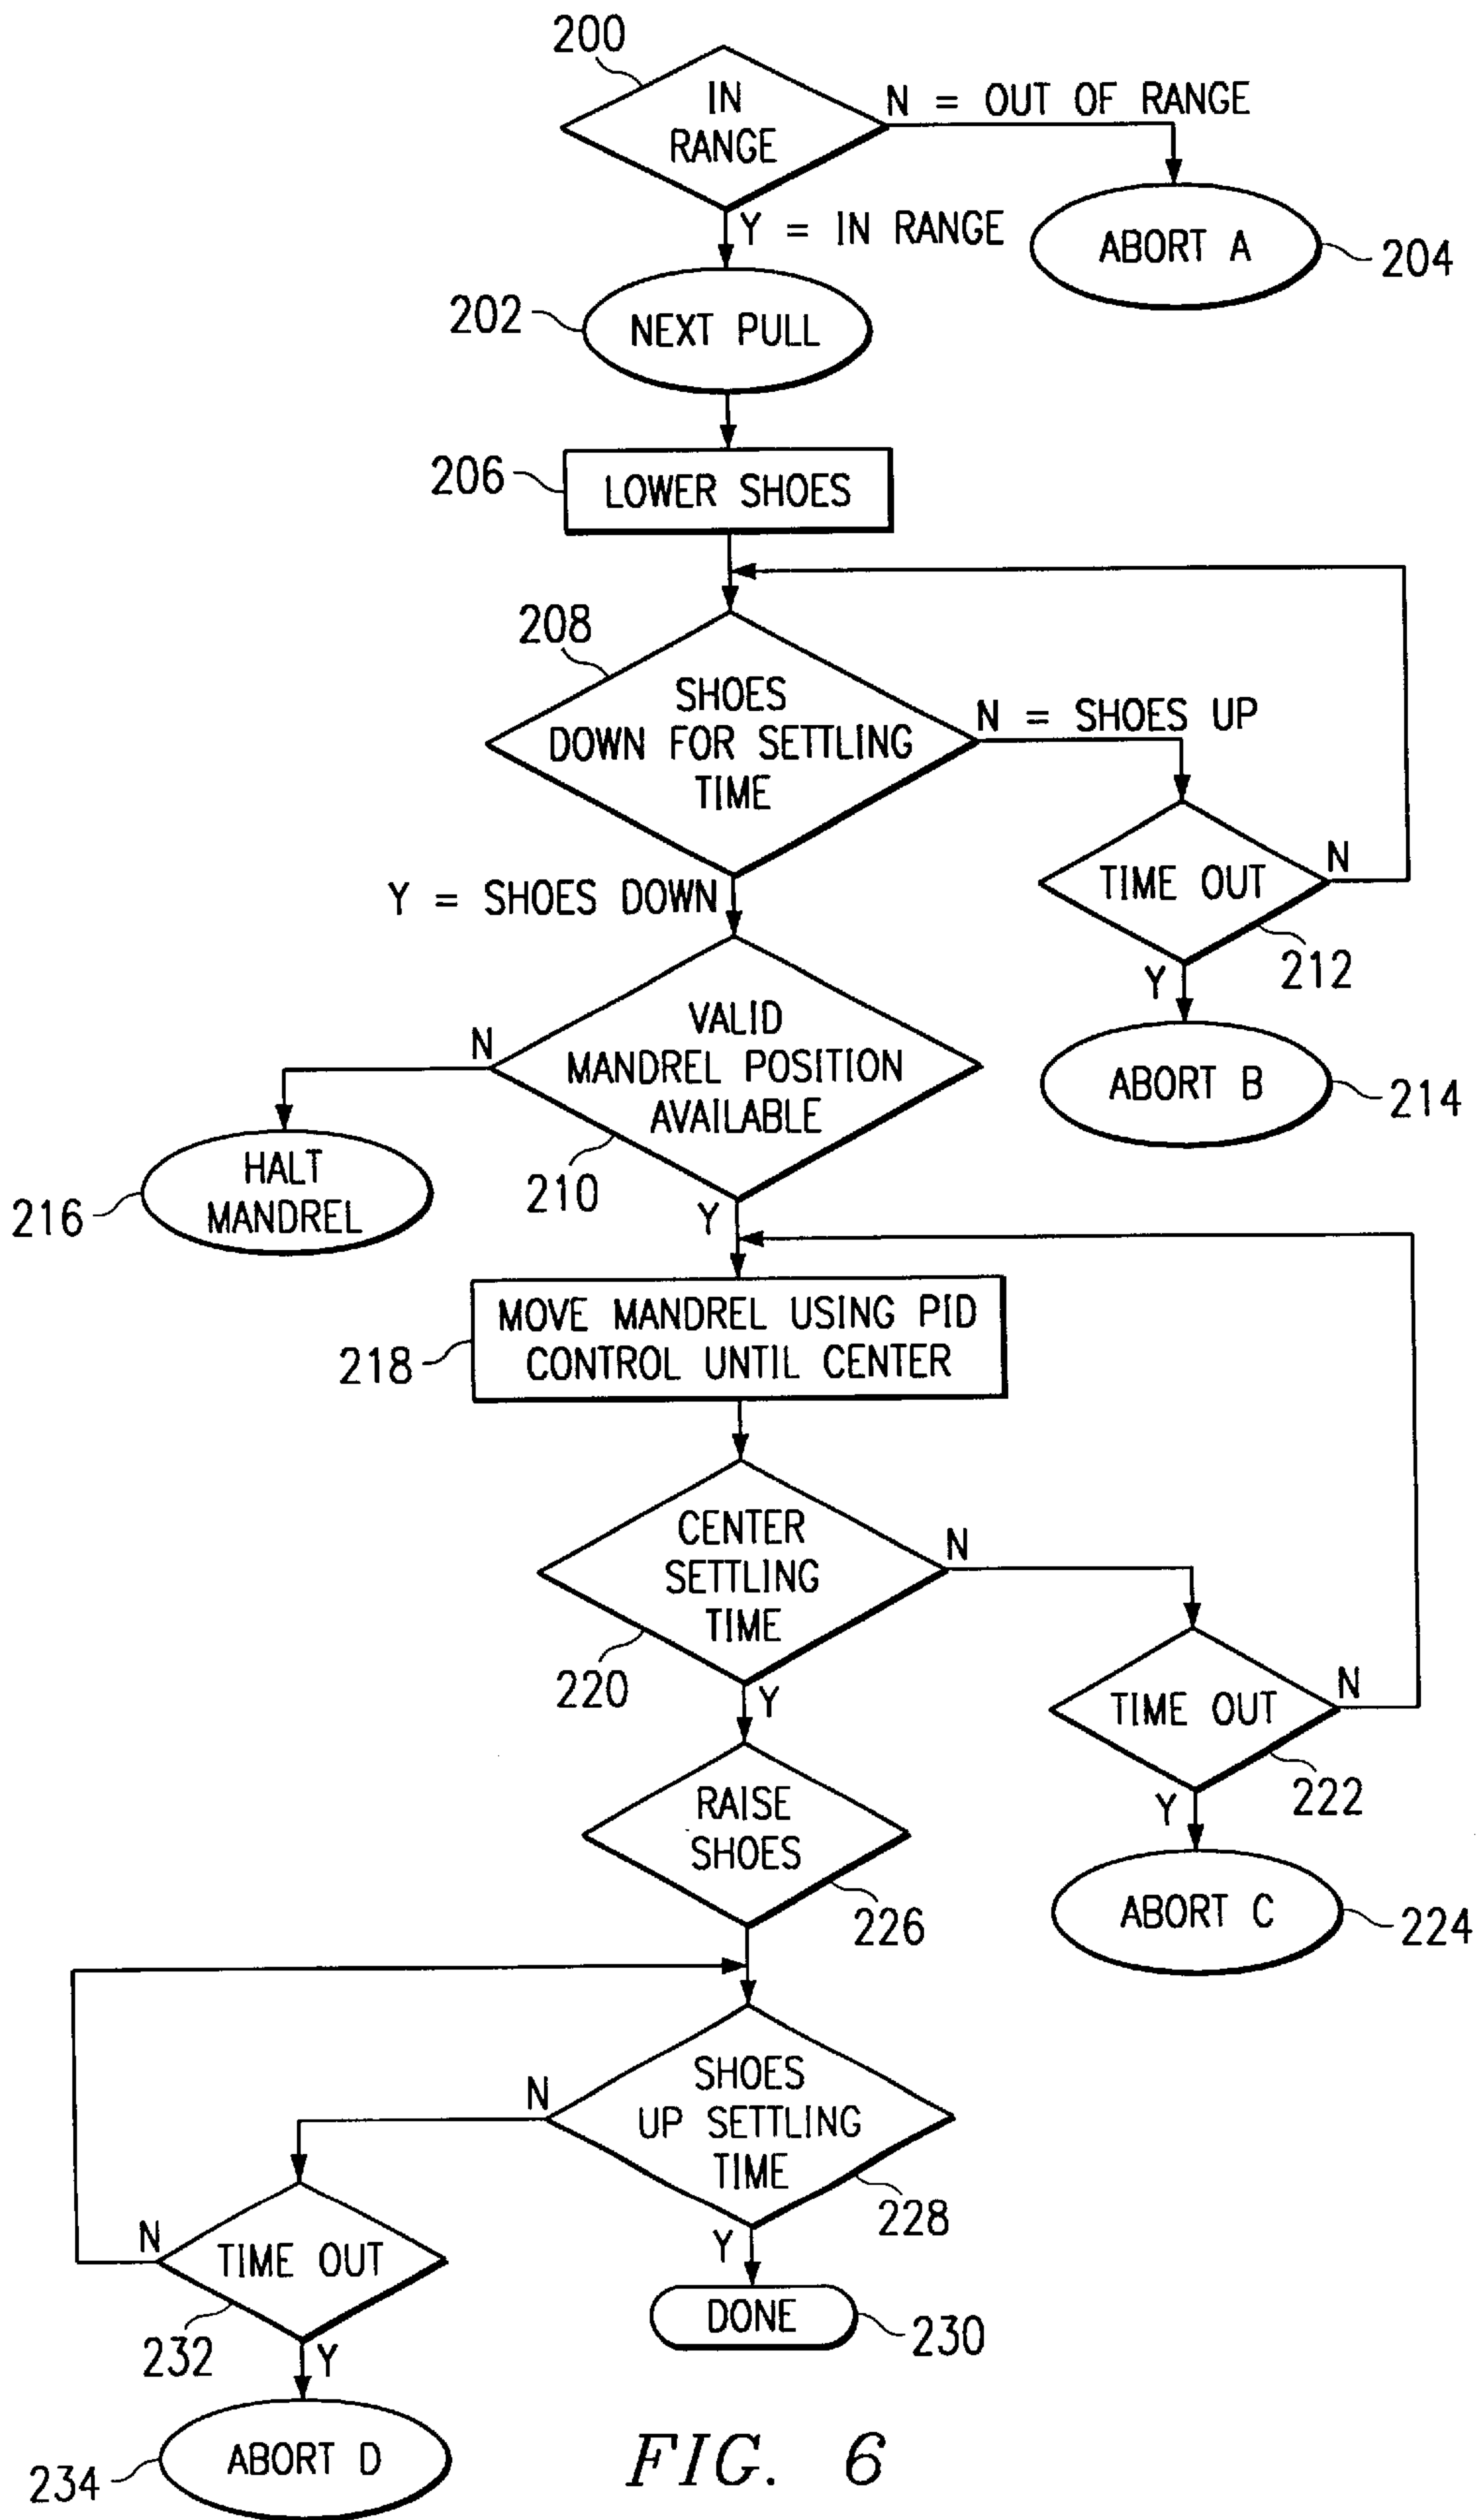 200
IN
RANGE
N = OUT OF RANGE
Y = IN RANGE
ABORT A
204
202
NEXT PULL
206
LOWER SHOES
208
SHOES
DOWN FOR SETTLING
TIME
N = SHOES UP
Y = SHOES DOWN
TIME OUT
N
212
Y
ABORT B
214
VALID
MANDREL POSITION
AVAILABLE
N
210
Y
HALT
MANDREL
216
MOVE MANDREL USING PID
CONTROL UNTIL CENTER
218
CENTER
SETTLING
TIME
N
220
Y
TIME OUT
N
222
Y
ABORT C
224
RAISE
SHOES
226
SHOES
UP SETTLING
TIME
N
228
Y
TIME OUT
N
232
Y
DONE
230
ABORT D
234
FIG. 6